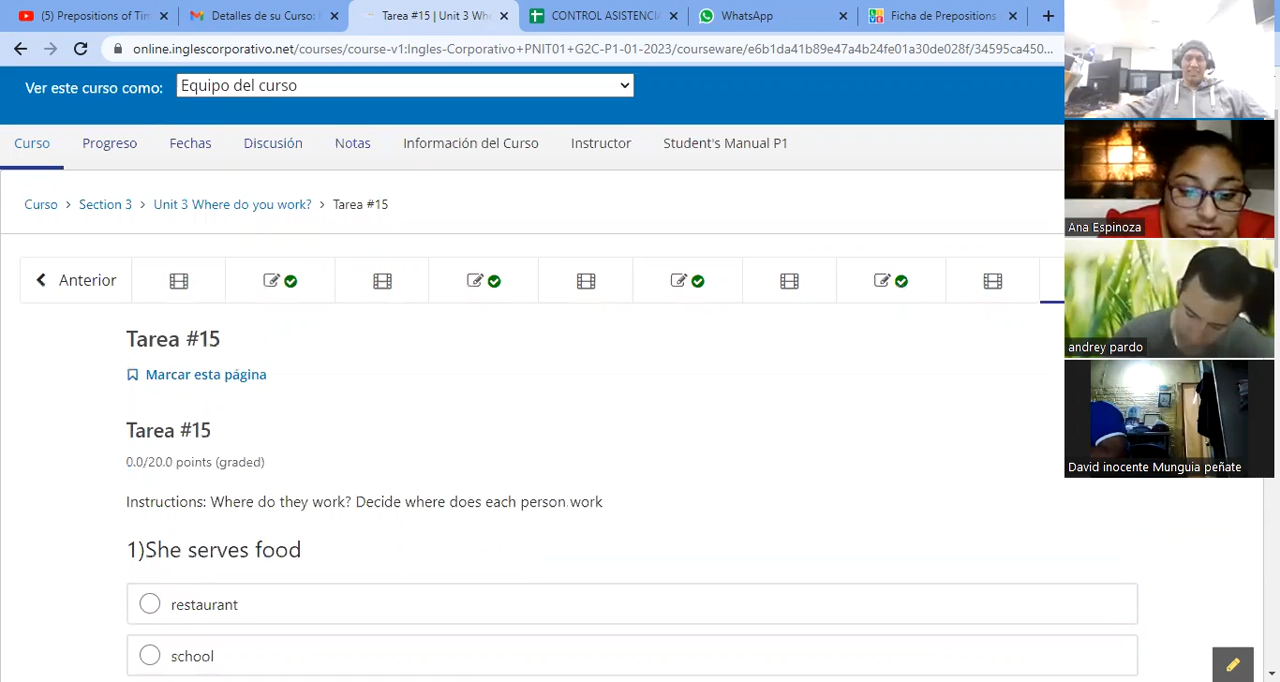 (5) Prepositions of Tim
Detalles de su Curso: 
Tarea #15 | Unit 3 Whe
CONTROL ASISTENCIA
WhatsApp
Ficha de Prepositions
online.inglescorporativo.net/courses/course-v1:Ingles-Corporativo+PNIT01+G2C-P1-01-2023/courseware/e6b1da41b89e47a4b24fe01a30de028f/34595ca450...
Ver este curso como: Equipo del curso
Curso Progreso Fechas Discusión Notas Información del Curso Instructor Student's Manual P1
Curso > Section 3 > Unit 3 Where do you work? > Tarea #15
Anterior
Tarea #15
Marcar esta página
Tarea #15
0.0/20.0 points (graded)
Instructions: Where do they work? Decide where does each person work
1)She serves food
restaurant
school
Ana Espinoza
andrey pardo
David inocente Munguia peñate